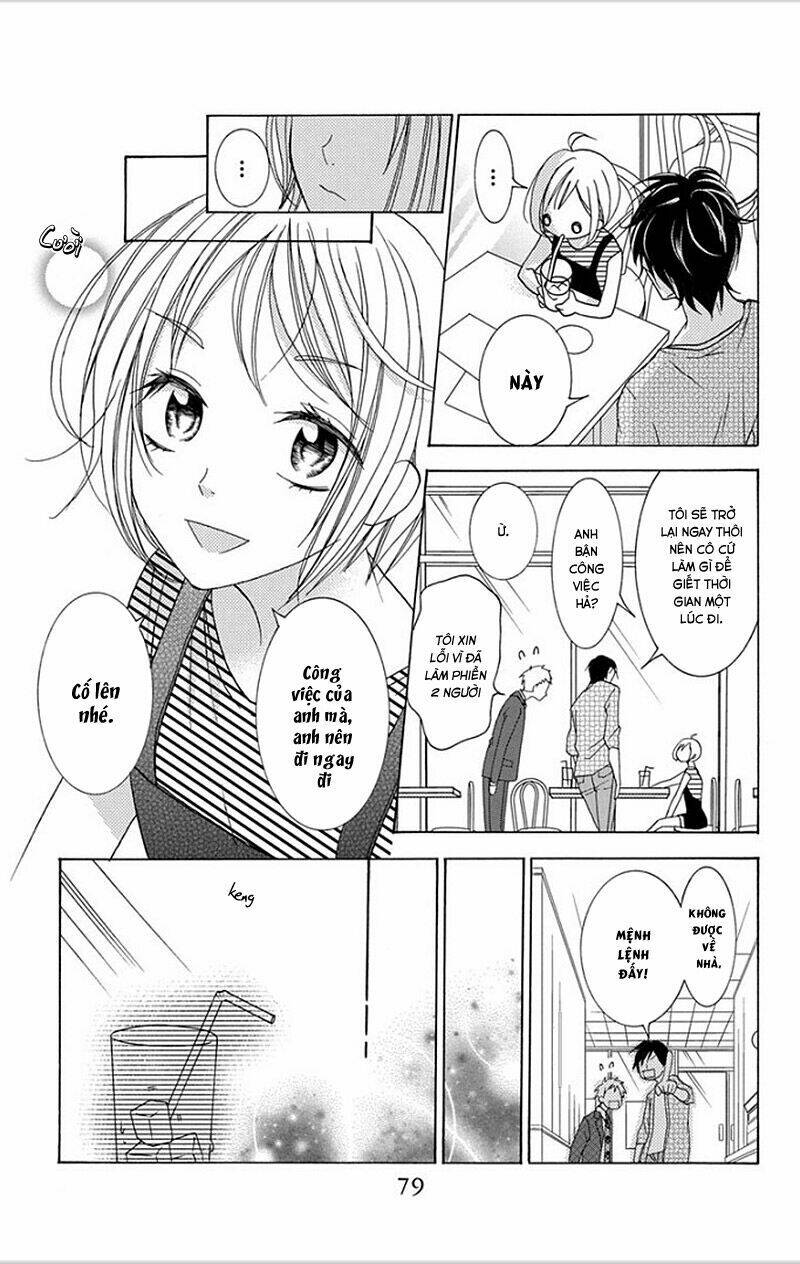 ...
NÀY
...
TÔI SẼ TRỞ
LẠI NGAY THÔI
NÊN CÔ CỨ
LÀM GÌ ĐỂ
GIẾT THỜI
GIAN MỘT
LÚC ĐI.
ANH
BẬN
CÔNG
VIỆC
HẢ?
Ừ.
TÔI XIN
LỖI VÌ ĐÃ
LÀM PHIỀN
2 NGƯỜI
Cười
Công
việc của
anh mà,
anh nên
đi ngay
đi
Cố lên
nhé.
KHÔNG
ĐƯỢC
VỀ
NHÀ,
MỆNH
LỆNH
ĐẤY!
keng
79